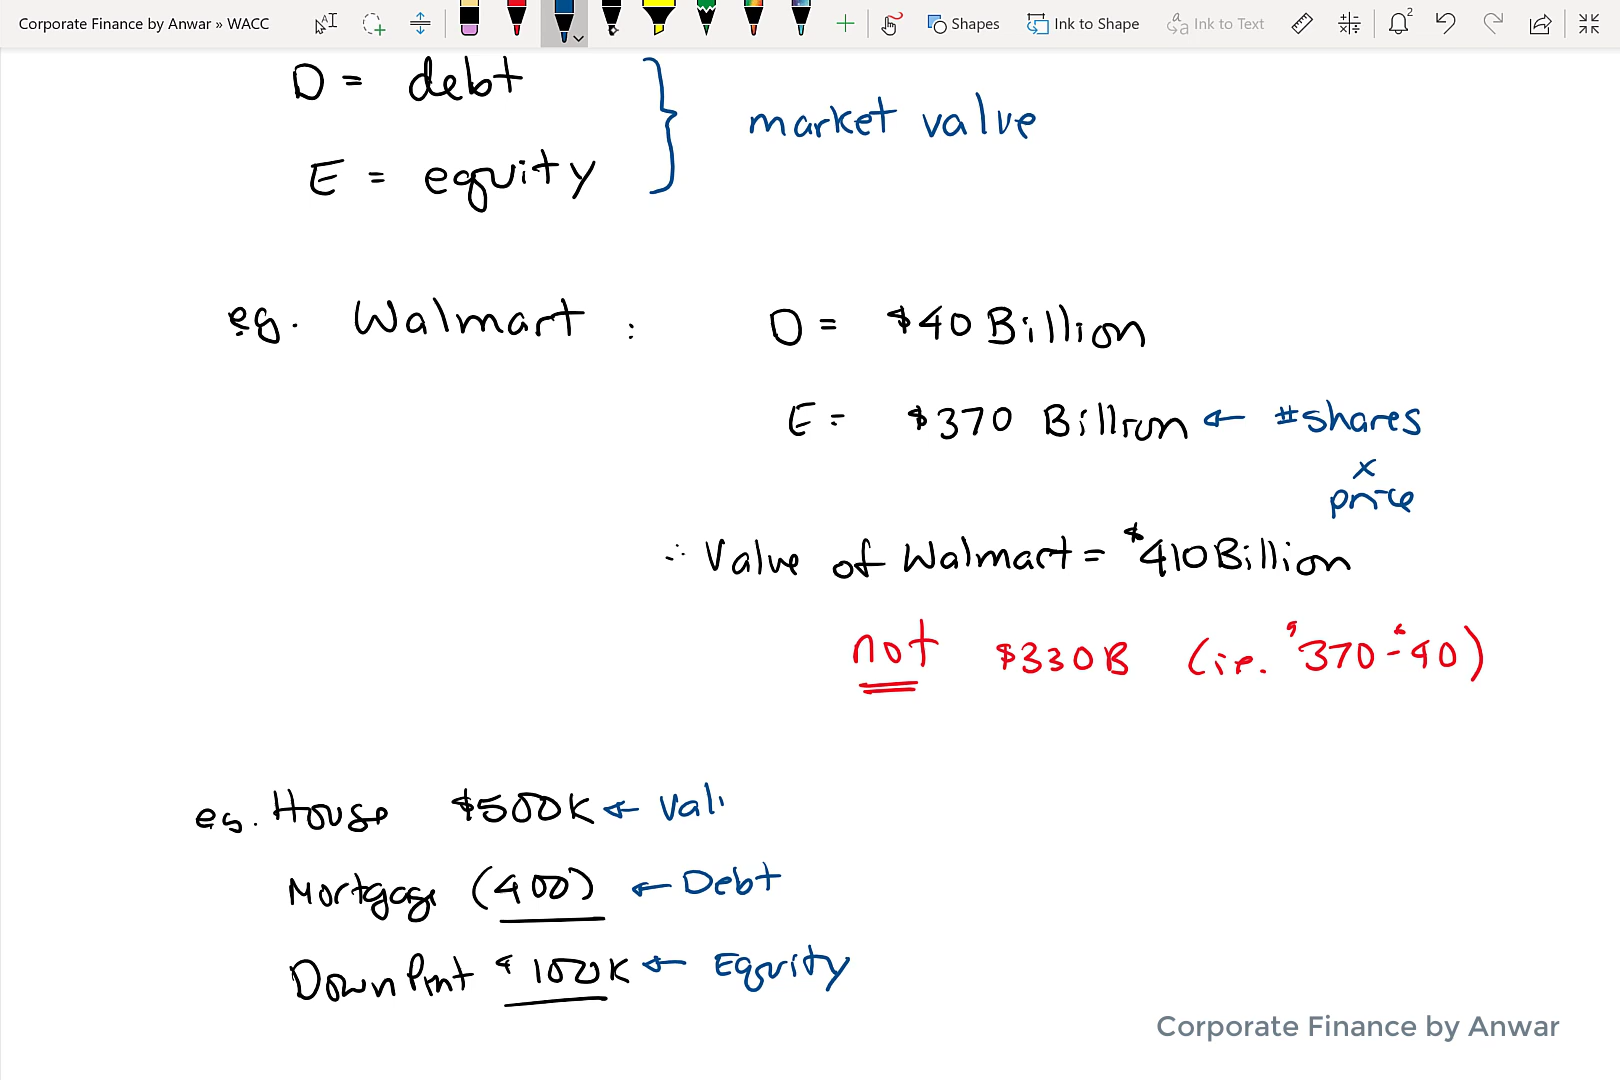 Corporate Finance by Anwar » WACC
Shapes
Ink to Shape
Ink to Text
2
D = debt
E = equity
market value
eg. Walmart :
D = $40 Billion
E = $370 Billion ← #shares
x
price
∴ Value of Walmart = $410 Billion
not $330B (ie. $370 - $40)
eg. House $500K ← Val
Mortgage (400) ← Debt
Down Pmt $100K ← Equity
Corporate Finance by Anwar